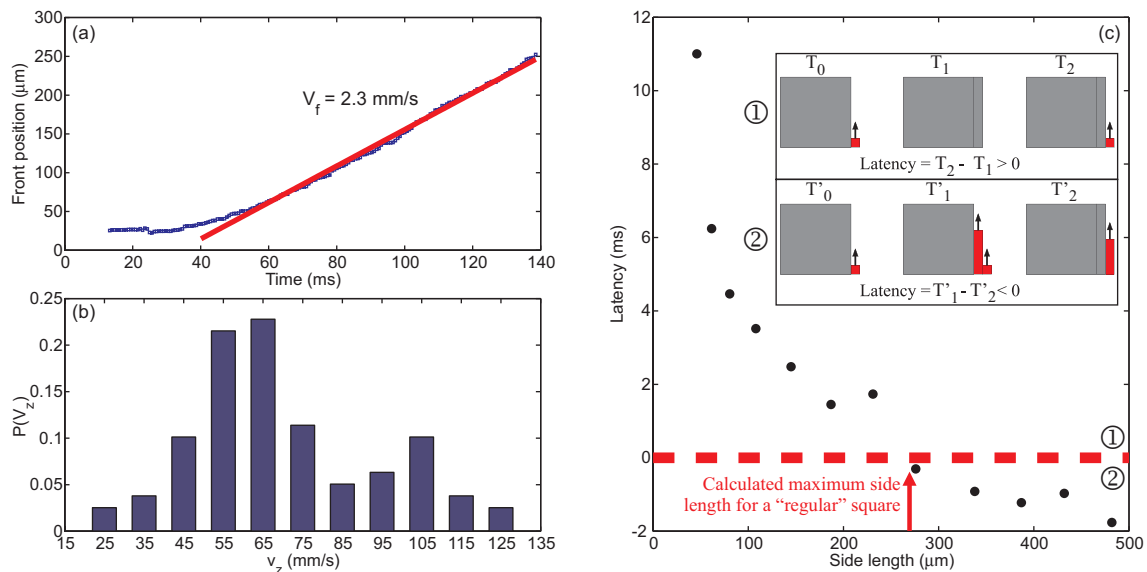 (a)
300
250
200
150
100
50
0
Front position (μm)
V_f = 2.3 mm/s
0 20 40 60 80 100 120 140
Time (ms)
(b)
0.25
0.2
0.15
0.1
0.05
0
P(V_z)
15 25 35 45 55 65 75 85 95 105 115 125 135
v_z (mm/s)
(c)
12
10
8
6
4
2
0
-2
Latency (ms)
T_0 T_1 T_2
①
Latency = T_2 - T_1 > 0
T'_0 T'_1 T'_2
②
Latency = T'_1 - T'_2 < 0
①
②
Calculated maximum side
length for a “regular” square
0 100 200 300 400 500
Side length (μm)